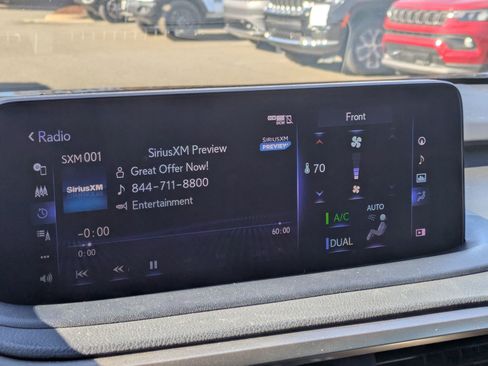 Radio
Front
SXM 001
SiriusXM Preview
SIRIUSXM
PREVIEW
Great Offer Now!
SiriusXM
844-711-8800
70
Entertainment
A/C
AUTO
-0:00
60:00
DUAL
0:00